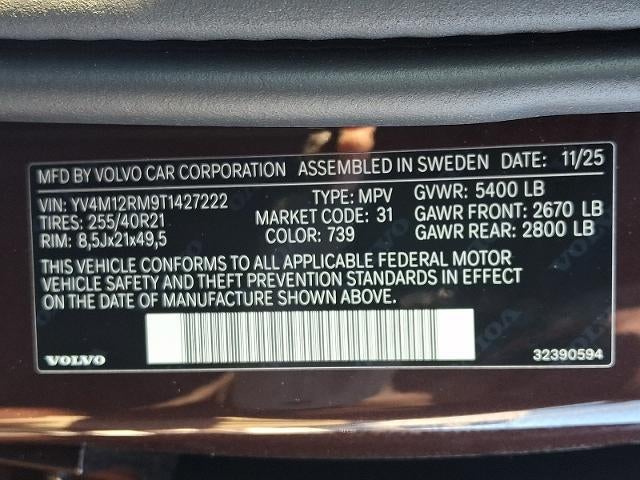 MFD BY VOLVO CAR CORPORATION ASSEMBLED IN SWEDEN DATE: 11/25
VIN: YV4M12RM9T1427222 TYPE: MPV GVWR: 5400 LB
TIRES: 255/40R21 MARKET CODE: 31 GAWR FRONT: 2670 LB
RIM: 8,5Jx21x49,5 COLOR: 739 GAWR REAR: 2800 LB
THIS VEHICLE CONFORMS TO ALL APPLICABLE FEDERAL MOTOR
VEHICLE SAFETY AND THEFT PREVENTION STANDARDS IN EFFECT
ON THE DATE OF MANUFACTURE SHOWN ABOVE.
VOLVO 32390594